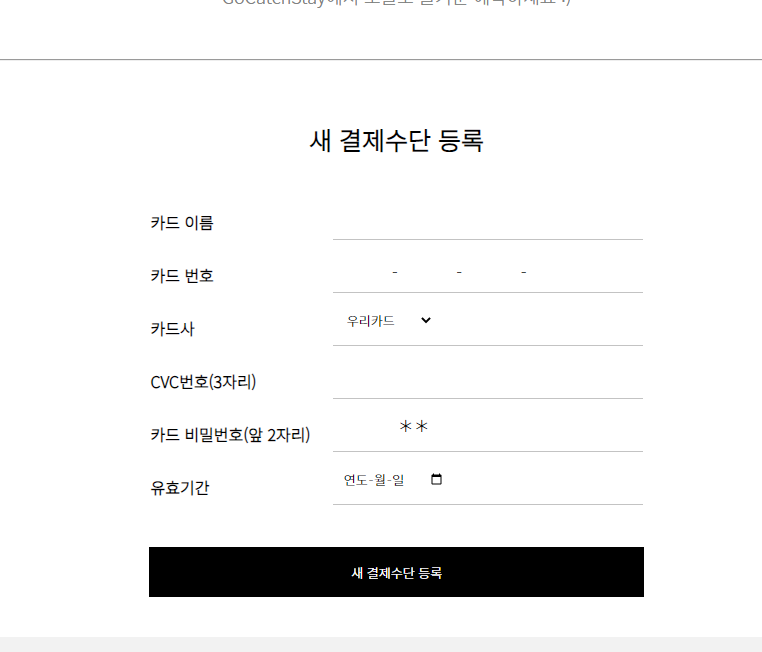 새 결제수단 등록
카드 이름
카드 번호 - - -
카드사 우리카드
CVC번호(3자리)
카드 비밀번호(앞 2자리) **
유효기간 연도-월-일
새 결제수단 등록